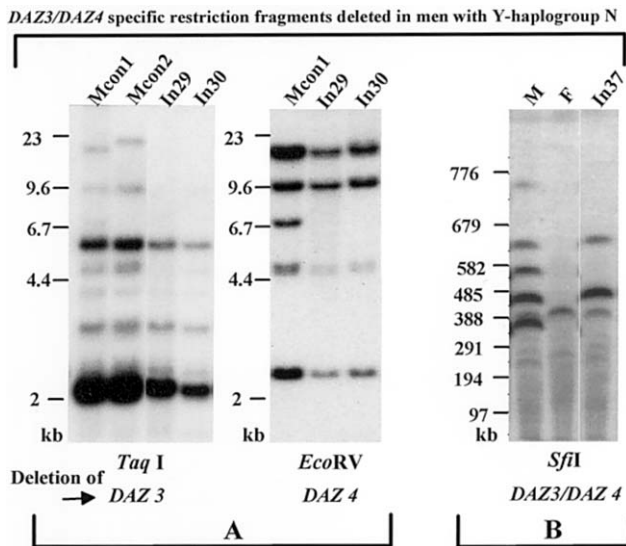 DAZ3/DAZ4 specific restriction fragments deleted in men with Y-haplogroup N
Mcon1 Mcon2 In29 In30
Mcon1 In29 In30
M F In37
23
9.6
6.7
4.4
2
kb
23
9.6
6.7
4.4
2
kb
776
679
582
485
388
291
194
97
kb
Taq I EcoRV SfiI
Deletion of
DAZ 3 DAZ 4 DAZ3/DAZ 4
A B